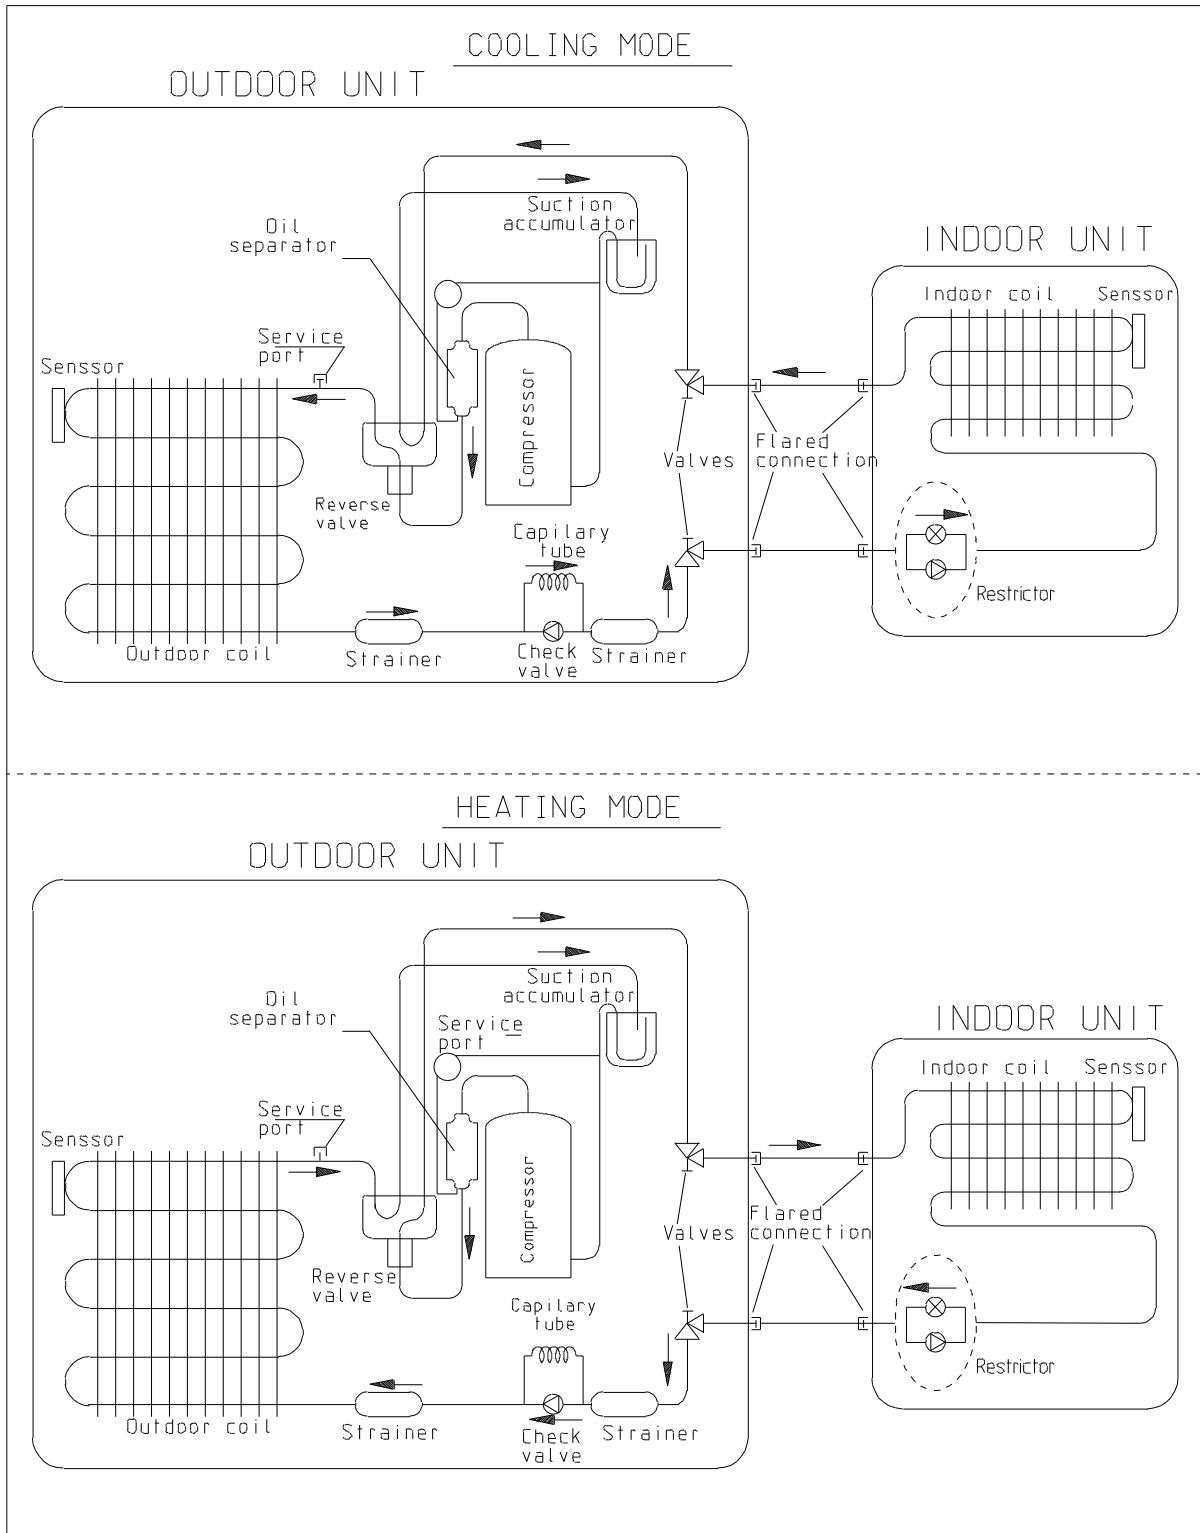 COOLING MODE
OUTDOOR UNIT
Suction
accumulator
Oil
separator
INDOOR UNIT
Indoor coil
Senssor
Service
port
Senssor
Compressor
Valves
Flared
connection
Reverse
valve
Capilary
tube
Restrictor
Outdoor coil
Strainer
Check
valve
Strainer
HEATING MODE
OUTDOOR UNIT
Suction
accumulator
Oil
separator
Service
port
INDOOR UNIT
Indoor coil
Senssor
Service
port
Senssor
Compressor
Valves
Flared
connection
Reverse
valve
Capilary
tube
Restrictor
Outdoor coil
Strainer
Check
valve
Strainer